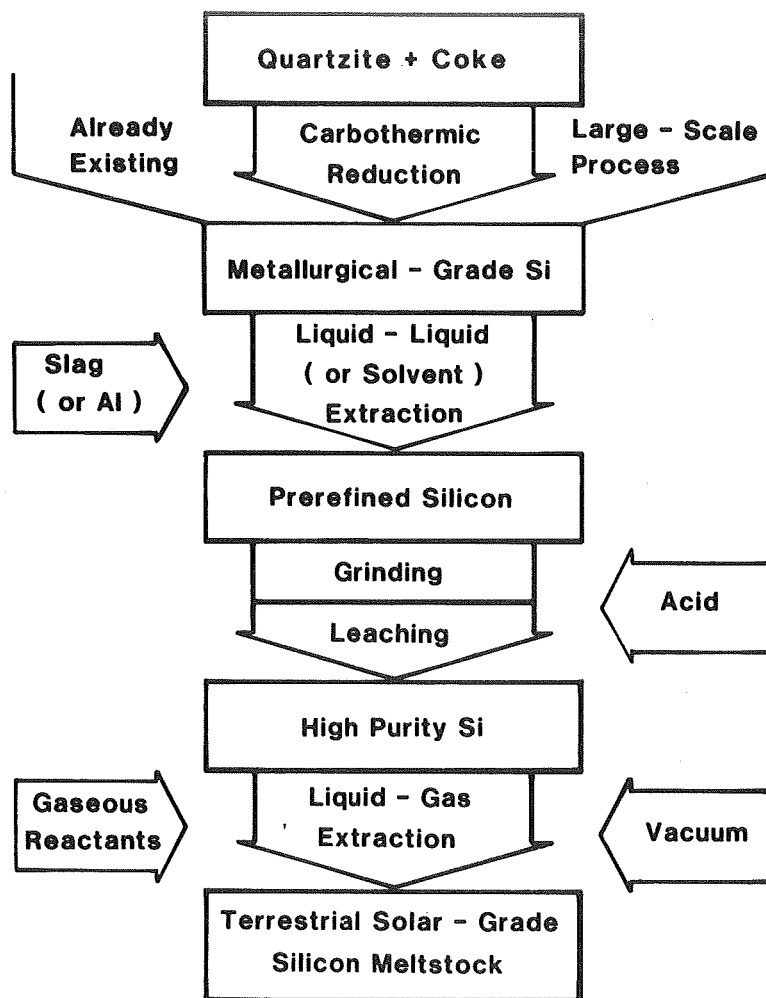 Quartzite + Coke
Already
Existing
Carbothermic
Reduction
Large - Scale
Process
Metallurgical - Grade Si
Slag
( or Al )
Liquid - Liquid
( or Solvent )
Extraction
Prerefined Silicon
Grinding
Leaching
Acid
High Purity Si
Gaseous
Reactants
Liquid - Gas
Extraction
Vacuum
Terrestrial Solar - Grade
Silicon Meltstock